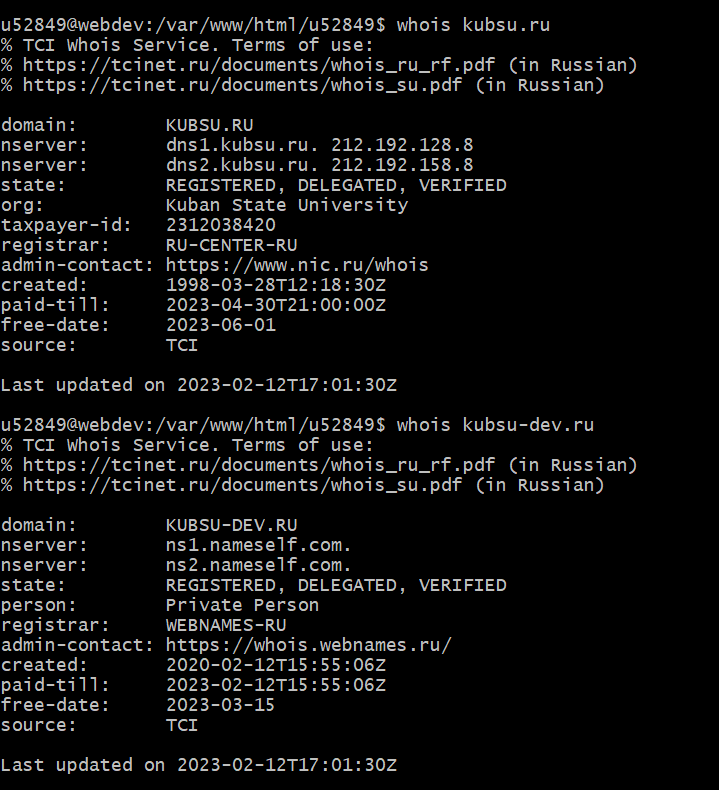 u52849@webdev:/var/www/html/u52849$ whois kubsu.ru
% TCI Whois Service. Terms of use:
% https://tcinet.ru/documents/whois_ru_rf.pdf (in Russian)
% https://tcinet.ru/documents/whois_su.pdf (in Russian)

domain:        KUBSU.RU
nserver:       dns1.kubsu.ru. 212.192.128.8
nserver:       dns2.kubsu.ru. 212.192.158.8
state:         REGISTERED, DELEGATED, VERIFIED
org:           Kuban State University
taxpayer-id:   2312038420
registrar:     RU-CENTER-RU
admin-contact: https://www.nic.ru/whois
created:       1998-03-28T12:18:30Z
paid-till:     2023-04-30T21:00:00Z
free-date:     2023-06-01
source:        TCI

Last updated on 2023-02-12T17:01:30Z

u52849@webdev:/var/www/html/u52849$ whois kubsu-dev.ru
% TCI Whois Service. Terms of use:
% https://tcinet.ru/documents/whois_ru_rf.pdf (in Russian)
% https://tcinet.ru/documents/whois_su.pdf (in Russian)

domain:        KUBSU-DEV.RU
nserver:       ns1.nameself.com.
nserver:       ns2.nameself.com.
state:         REGISTERED, DELEGATED, VERIFIED
person:        Private Person
registrar:     WEBNAMES-RU
admin-contact: https://whois.webnames.ru/
created:       2020-02-12T15:55:06Z
paid-till:     2023-02-12T15:55:06Z
free-date:     2023-03-15
source:        TCI

Last updated on 2023-02-12T17:01:30Z